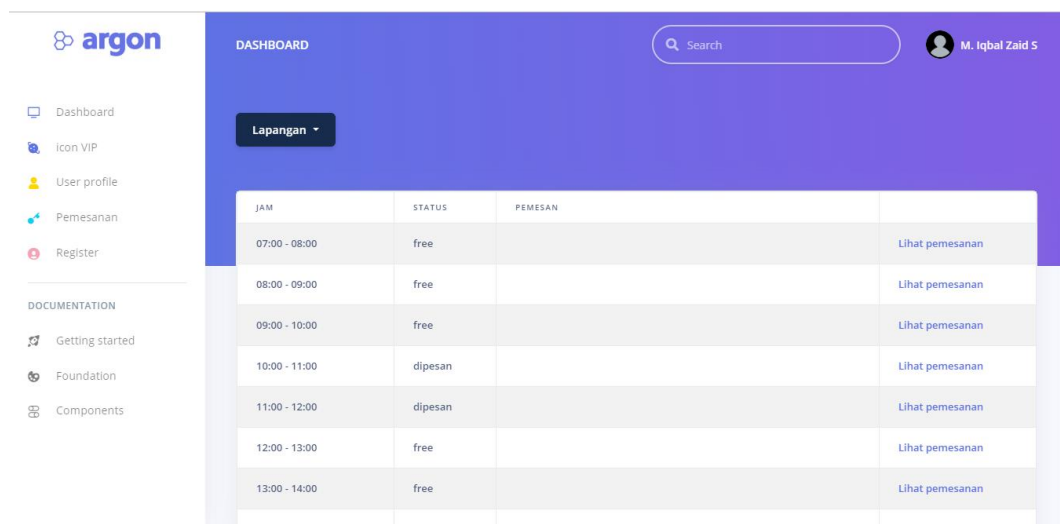 argon
Dashboard
icon VIP
User profile
Pemesanan
Register
DOCUMENTATION
Getting started
Foundation
Components
DASHBOARD
Search
M. Iqbal Zaid S
Lapangan
JAM STATUS PEMESAN
07:00 - 08:00 free Lihat pemesanan
08:00 - 09:00 free Lihat pemesanan
09:00 - 10:00 free Lihat pemesanan
10:00 - 11:00 dipesan Lihat pemesanan
11:00 - 12:00 dipesan Lihat pemesanan
12:00 - 13:00 free Lihat pemesanan
13:00 - 14:00 free Lihat pemesanan